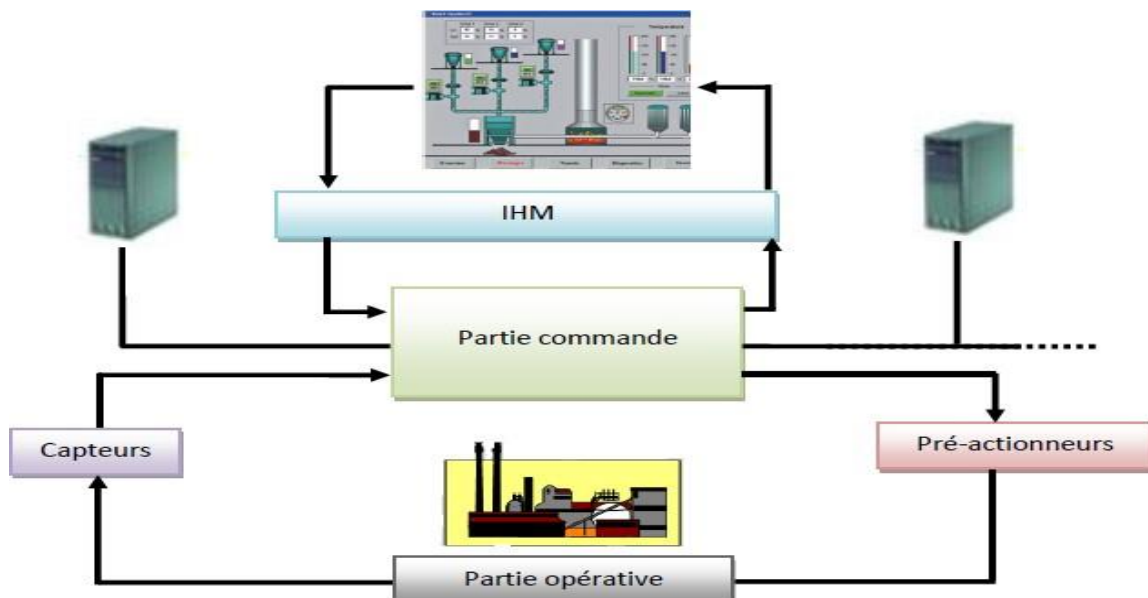 IHM
Partie commande
Capteurs
Pré-actionneurs
Partie opérative